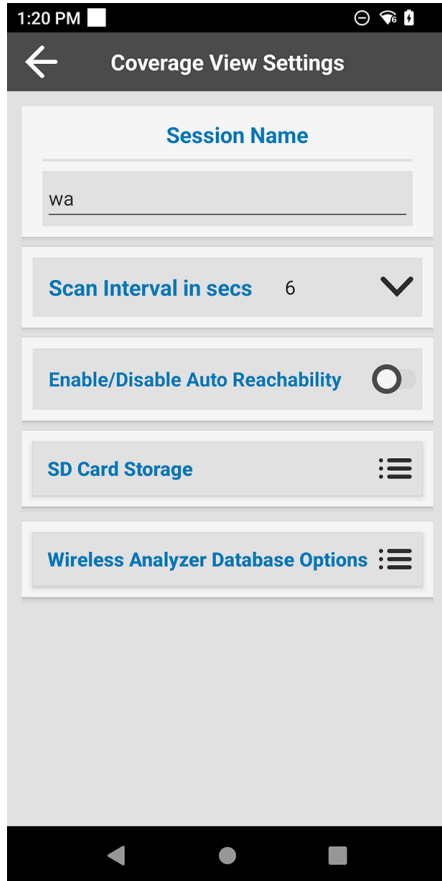 1:20 PM
6
Coverage View Settings
Session Name
wa
Scan Interval in secs 6
Enable/Disable Auto Reachability
SD Card Storage
Wireless Analyzer Database Options